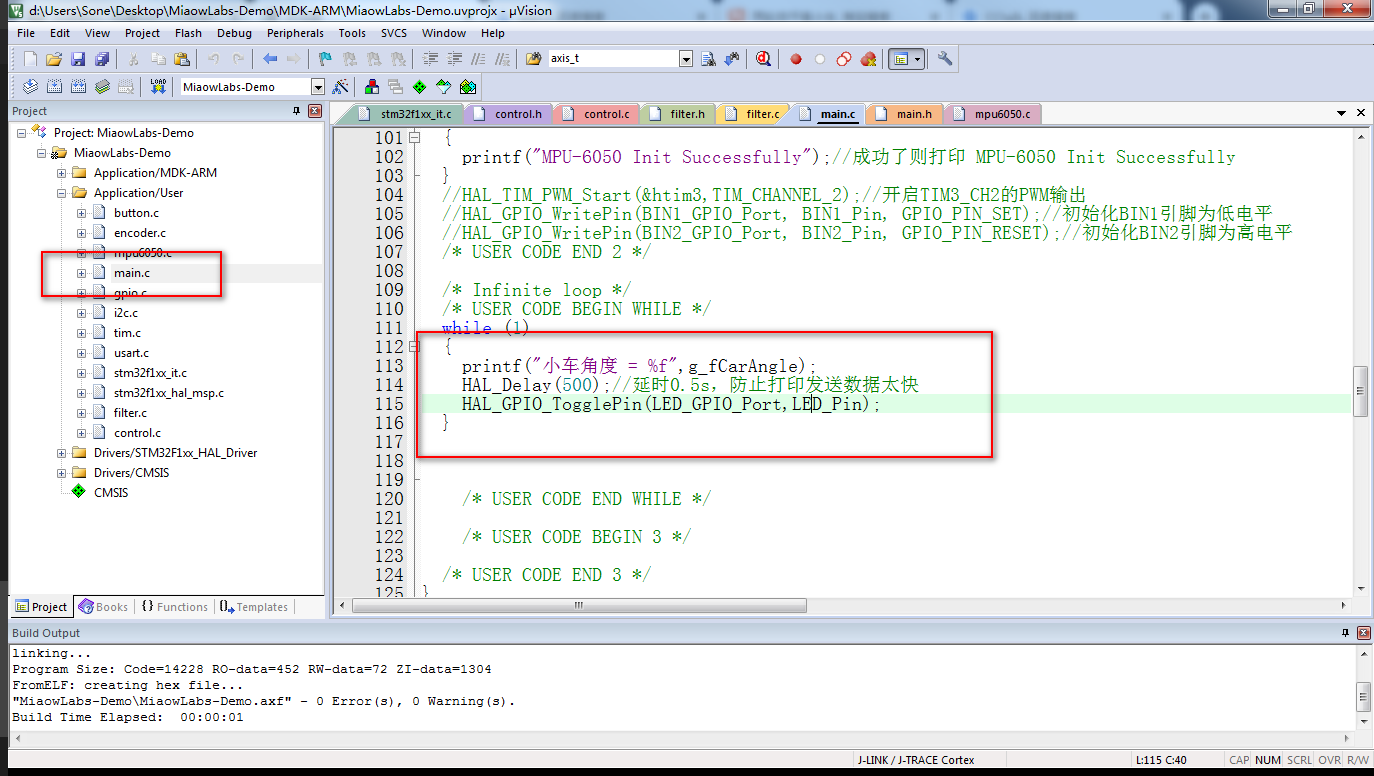 d:\Users\Sone\Desktop\MiaowLabs-Demo\MDK-ARM\MiaowLabs-Demo.uvprojx - µVision
File Edit View Project Flash Debug Peripherals Tools SVCS Window Help
axis_t
LOAD MiaowLabs-Demo
Project
stm32f1xx_it.c control.h control.c filter.h filter.c main.c main.h mpu6050.c
Project: MiaowLabs-Demo
MiaowLabs-Demo
Application/MDK-ARM
Application/User
button.c
encoder.c
mpu6050.c
main.c
gpio.c
i2c.c
tim.c
usart.c
stm32f1xx_it.c
stm32f1xx_hal_msp.c
filter.c
control.c
Drivers/STM32F1xx_HAL_Driver
Drivers/CMSIS
CMSIS
101 {
102 printf("MPU-6050 Init Successfully");//成功了则打印 MPU-6050 Init Successfully
103 }
104 //HAL_TIM_PWM_Start(&htim3,TIM_CHANNEL_2);//开启TIM3_CH2的PWM输出
105 //HAL_GPIO_WritePin(BIN1_GPIO_Port, BIN1_Pin, GPIO_PIN_SET);//初始化BIN1引脚为低电平
106 //HAL_GPIO_WritePin(BIN2_GPIO_Port, BIN2_Pin, GPIO_PIN_RESET);//初始化BIN2引脚为高电平
107 /* USER CODE END 2 */
108
109 /* Infinite loop */
110 /* USER CODE BEGIN WHILE */
111 while (1)
112 {
113 printf("小车角度 = %f",g_fCarAngle);
114 HAL_Delay(500);//延时0.5s，防止打印发送数据太快
115 HAL_GPIO_TogglePin(LED_GPIO_Port,LED_Pin);
116 }
117
118
119
120 /* USER CODE END WHILE */
121
122 /* USER CODE BEGIN 3 */
123
124 /* USER CODE END 3 */
125 }
Project Books {} Functions Templates
Build Output
linking...
Program Size: Code=14228 RO-data=452 RW-data=72 ZI-data=1304
FromELF: creating hex file...
"MiaowLabs-Demo\MiaowLabs-Demo.axf" - 0 Error(s), 0 Warning(s).
Build Time Elapsed:  00:00:01
J-LINK / J-TRACE Cortex L:115 C:40 CAP NUM SCRL OVR R/W